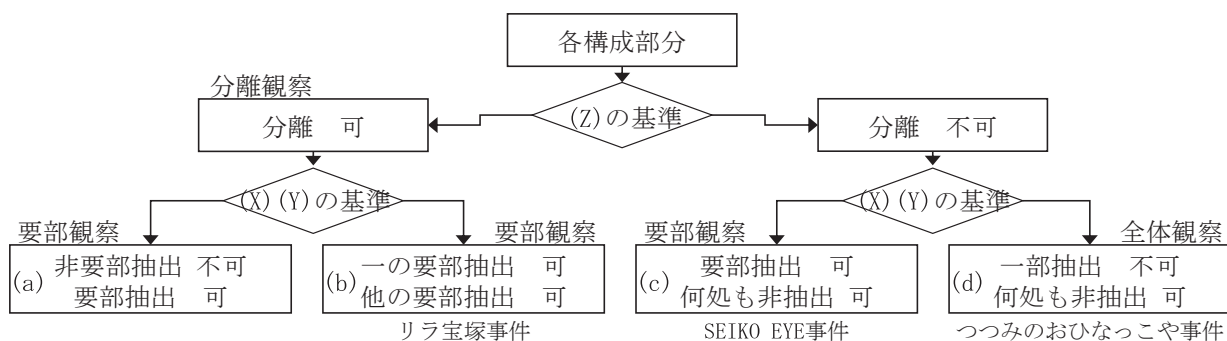 各構成部分
分離観察
(Z)の基準
分離 可
分離 不可
(X)(Y)の基準
(X)(Y)の基準
要部観察
要部観察
要部観察
全体観察
(a) 非要部抽出 不可
要部抽出 可
(b) 一の要部抽出 可
他の要部抽出 可
(c) 要部抽出 可
何処も非抽出 可
(d) 一部抽出 不可
何処も非抽出 可
リラ宝塚事件
SEIKO EYE事件
つつみのおひなっこや事件